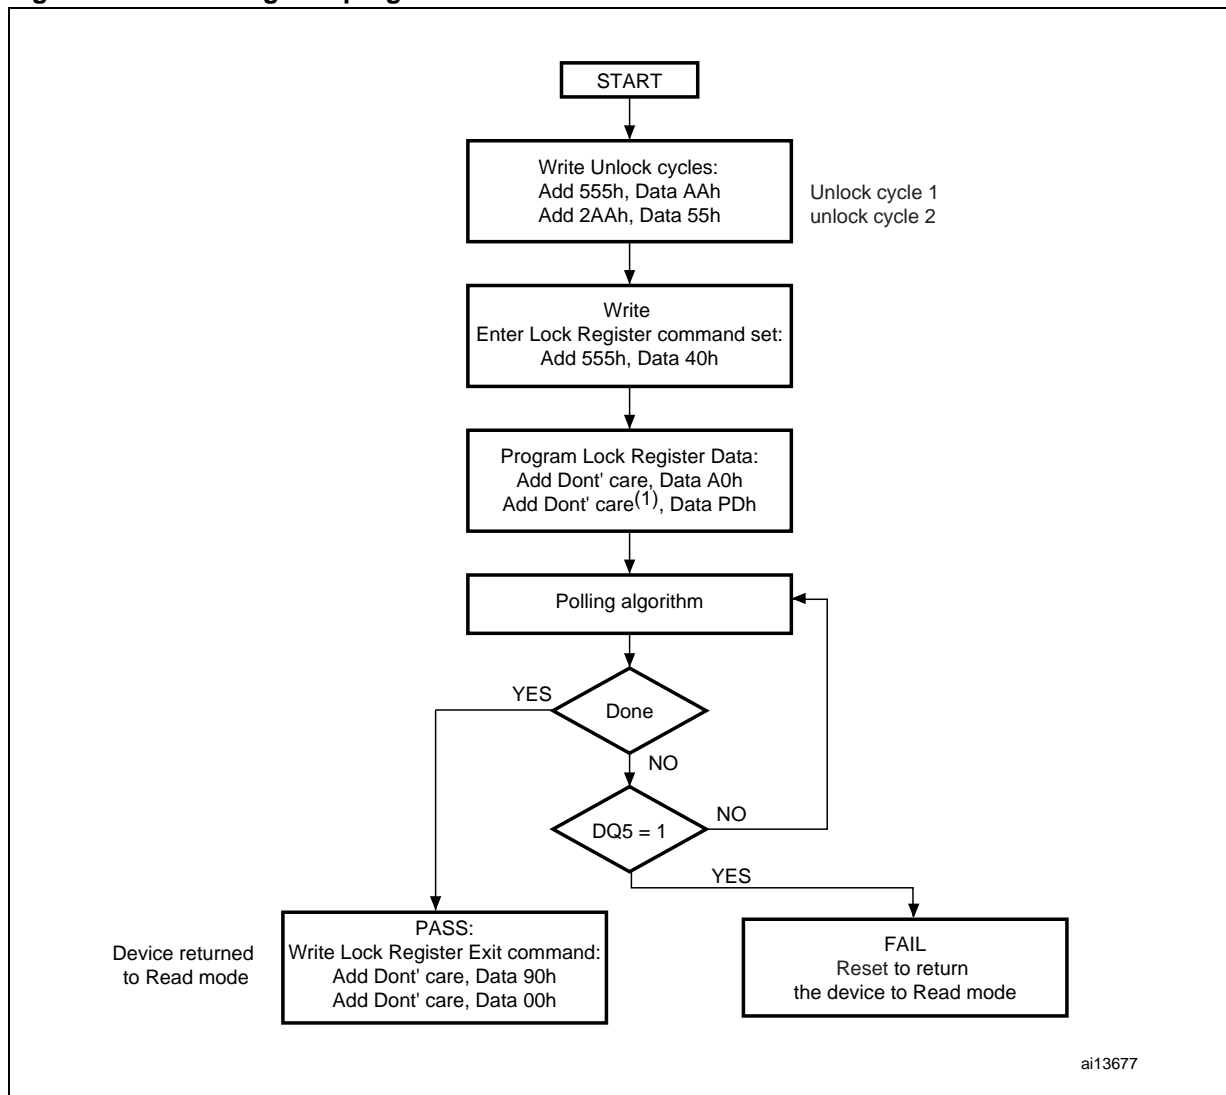 START
Write Unlock cycles:
Add 555h, Data AAh
Add 2AAh, Data 55h
Unlock cycle 1
unlock cycle 2
Write
Enter Lock Register command set:
Add 555h, Data 40h
Program Lock Register Data:
Add Dont' care, Data A0h
Add Dont' care(1), Data PDh
Polling algorithm
YES
Done
NO
DQ5 = 1
NO
YES
Device returned
to Read mode
PASS:
Write Lock Register Exit command:
Add Dont' care, Data 90h
Add Dont' care, Data 00h
FAIL
Reset to return
the device to Read mode
ai13677